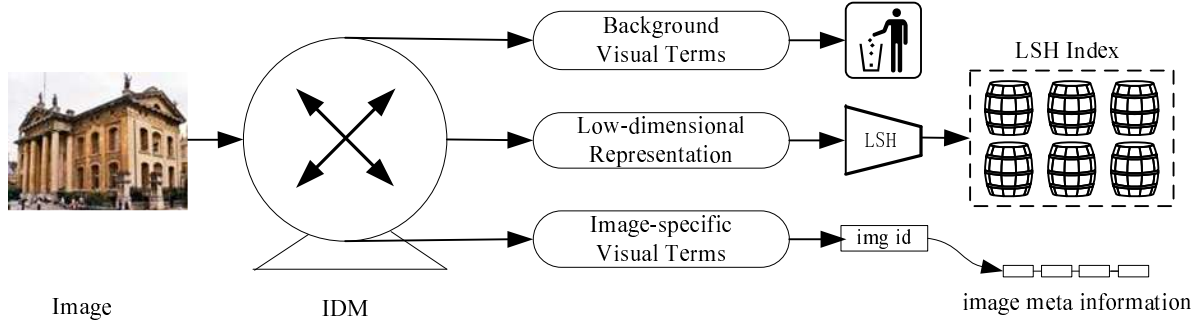 Background
Visual Terms
LSH Index
Low-dimensional
Representation
LSH
Image-specific
Visual Terms
img id
Image
IDM
image meta information